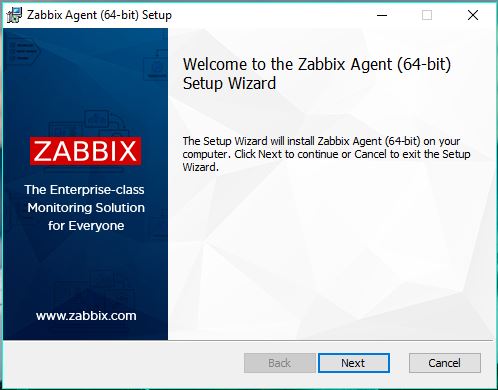 Zabbix Agent (64-bit) Setup
Welcome to the Zabbix Agent (64-bit)
Setup Wizard
The Setup Wizard will install Zabbix Agent (64-bit) on your
computer. Click Next to continue or Cancel to exit the Setup
Wizard.
ZABBIX
The Enterprise-class
Monitoring Solution
for Everyone
www.zabbix.com
Back
Next
Cancel